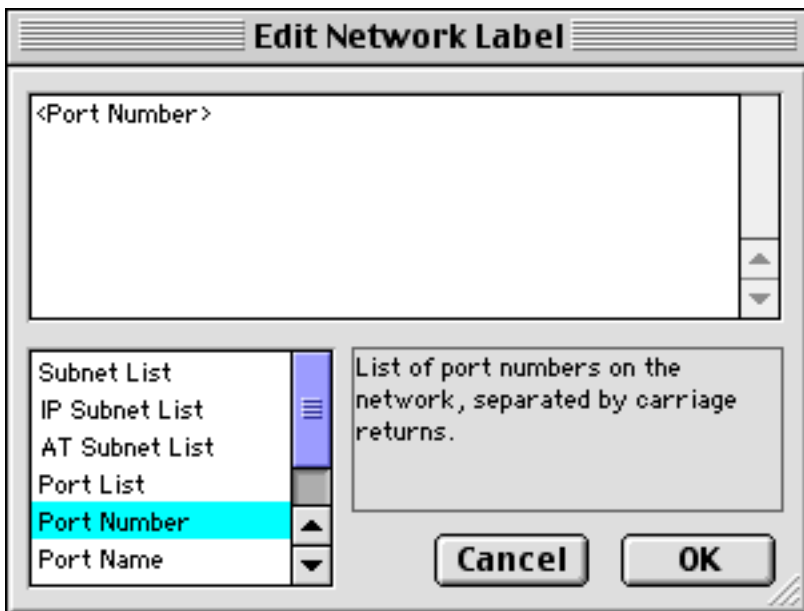 Edit Network Label
<Port Number>
Subnet List
IP Subnet List
AT Subnet List
Port List
Port Number
Port Name
List of port numbers on the
network, separated by carriage
returns.
Cancel
OK